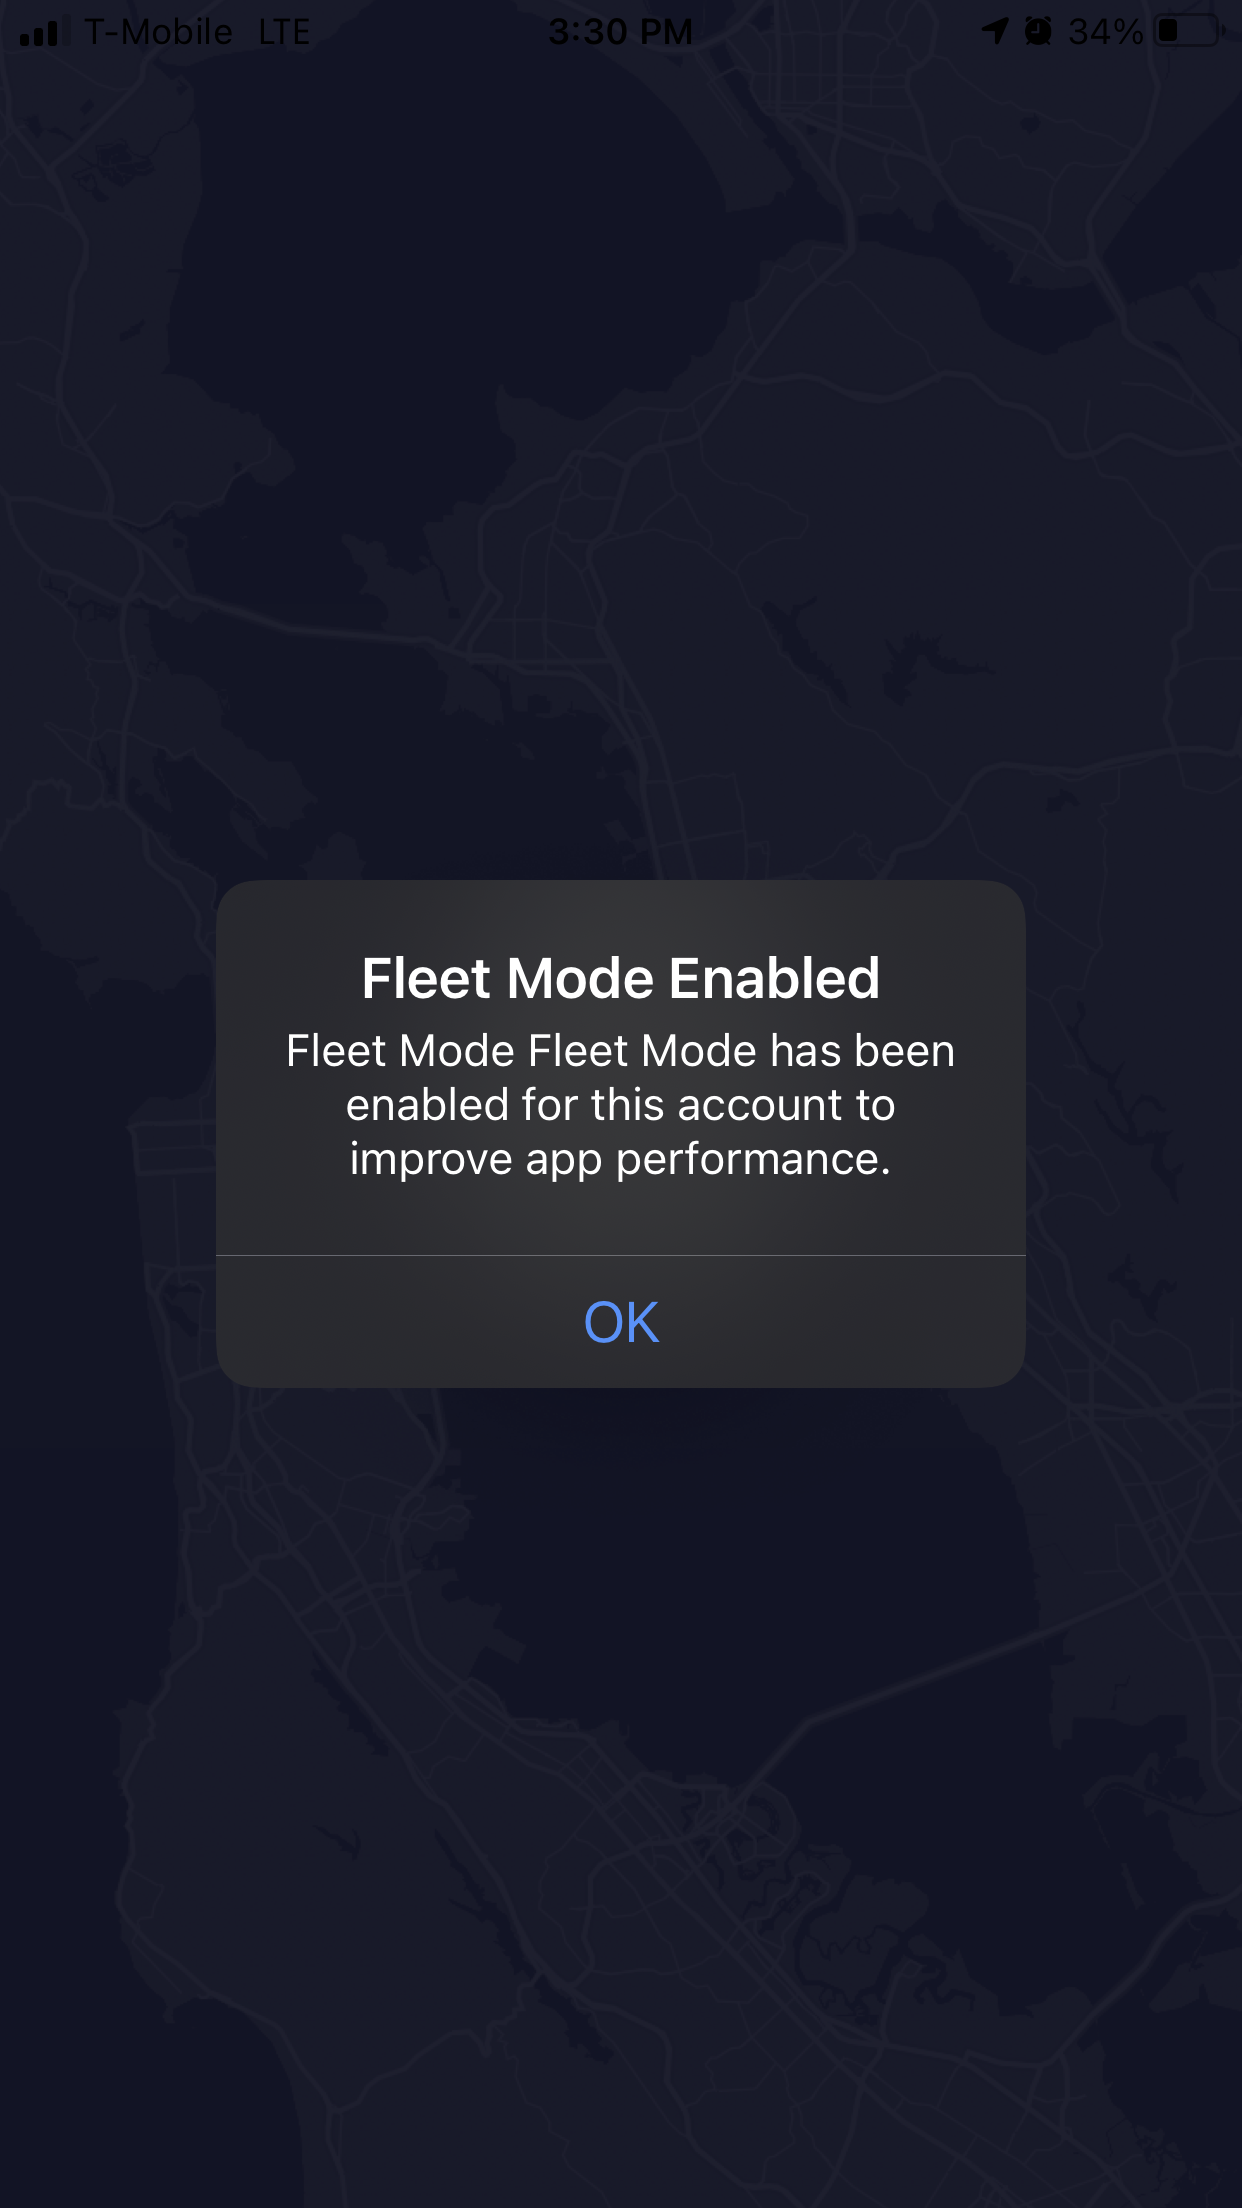 T-Mobile LTE 3:30 PM 34%
Fleet Mode Enabled
Fleet Mode Fleet Mode has been
enabled for this account to
improve app performance.
OK